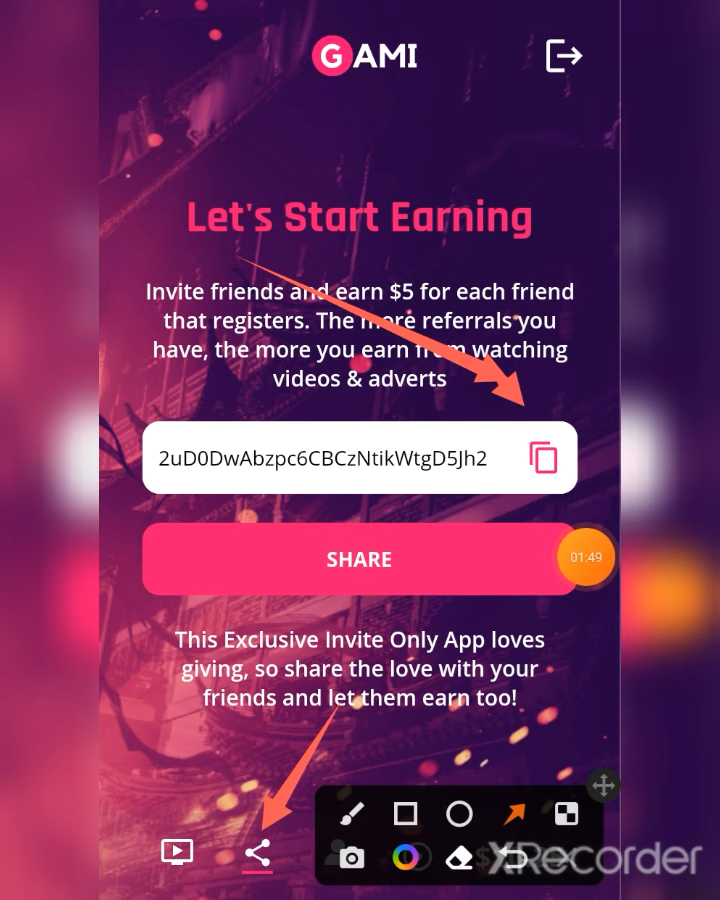 GAMI
Let's Start Earning
Invite friends and earn $5 for each friend
that registers. The more referrals you
have, the more you earn from watching
videos & adverts
2uD0DwAbzpc6CBCzNtikWtgD5Jh2
SHARE
01:49
This Exclusive Invite Only App loves
giving, so share the love with your
friends and let them earn too!
XRecorder